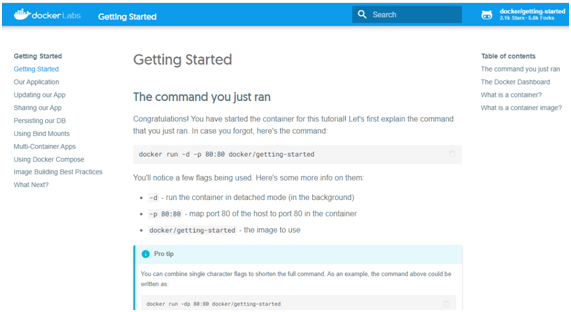 dockerLabs
Getting Started
Search
docker/getting-started
2.1k Stars · 5.8k Forks
Getting Started
Getting Started
Our Application
Updating our App
Sharing our App
Persisting our DB
Using Bind Mounts
Multi-Container Apps
Using Docker Compose
Image Building Best Practices
What Next?
Getting Started
The command you just ran
Congratulations! You have started the container for this tutorial! Let's first explain the command
that you just ran. In case you forgot, here's the command:
docker run -d -p 80:80 docker/getting-started
You'll notice a few flags being used. Here's some more info on them:
• -d - run the container in detached mode (in the background)
• -p 80:80 - map port 80 of the host to port 80 in the container
• docker/getting-started - the image to use
Pro tip
You can combine single character flags to shorten the full command. As an example, the command above could be
written as:
docker run -dp 80:80 docker/getting-started
Table of contents
The command you just ran
The Docker Dashboard
What is a container?
What is a container image?